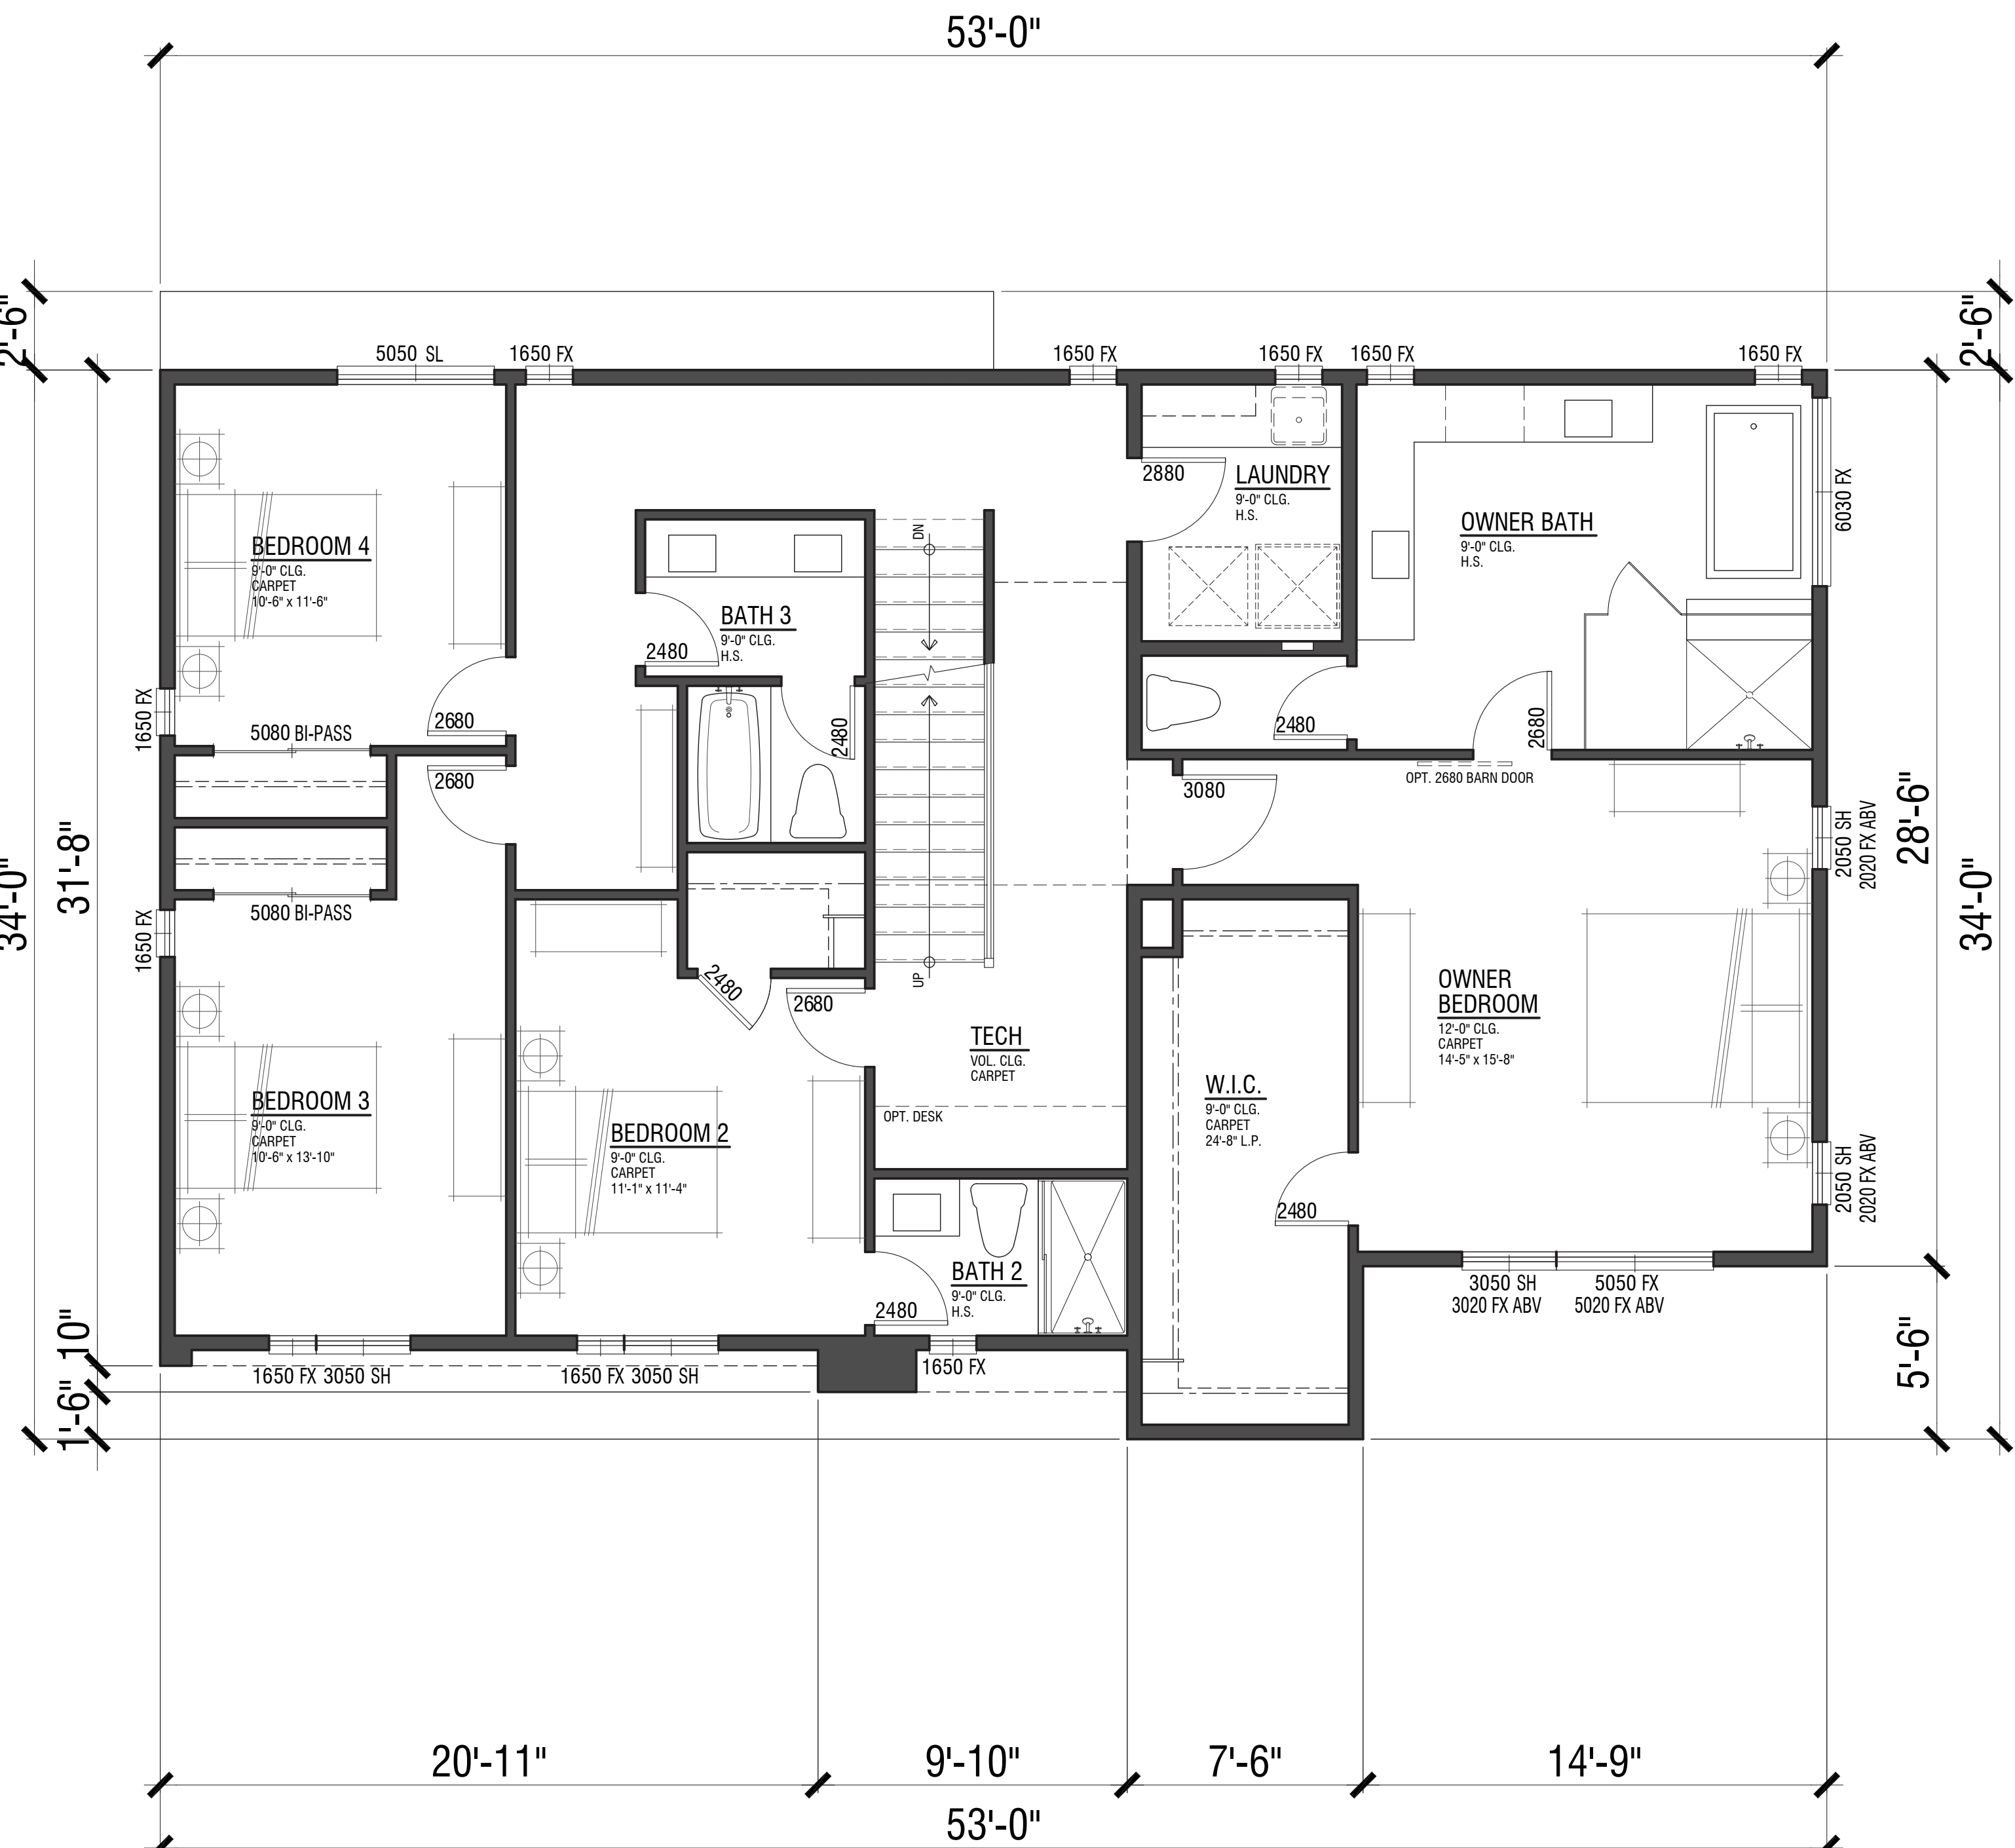 53'-0"
2'-6"
2'-6"
5050 SL
1650 FX
1650 FX
1650 FX
1650 FX
1650 FX
2880
LAUNDRY
9'-0" CLG.
H.S.
OWNER BATH
9'-0" CLG.
H.S.
6030 FX
BEDROOM 4
9'-0" CLG.
CARPET
10'-6" x 11'-6"
DN
BATH 3
9'-0" CLG.
H.S.
2480
1650 FX
5080 BI-PASS
2680
2680
2480
2480
2680
OPT. 2680 BARN DOOR
3080
2050 SH
2020 FX ABV
28'-6"
34'-0"
31'-8"
34'-0"
5080 BI-PASS
1650 FX
2480
2680
UP
OWNER
BEDROOM
12'-0" CLG.
CARPET
14'-5" x 15'-8"
TECH
VOL. CLG.
CARPET
OPT. DESK
W.I.C.
9'-0" CLG.
CARPET
24'-8" L.P.
BEDROOM 3
9'-0" CLG.
CARPET
10'-6" x 13'-10"
BEDROOM 2
9'-0" CLG.
CARPET
11'-1" x 11'-4"
2480
2050 SH
2020 FX ABV
BATH 2
9'-0" CLG.
H.S.
2480
3050 SH
3020 FX ABV
5050 FX
5020 FX ABV
10"
1'-6"
5'-6"
1650 FX 3050 SH
1650 FX 3050 SH
1650 FX
20'-11"
9'-10"
7'-6"
14'-9"
53'-0"